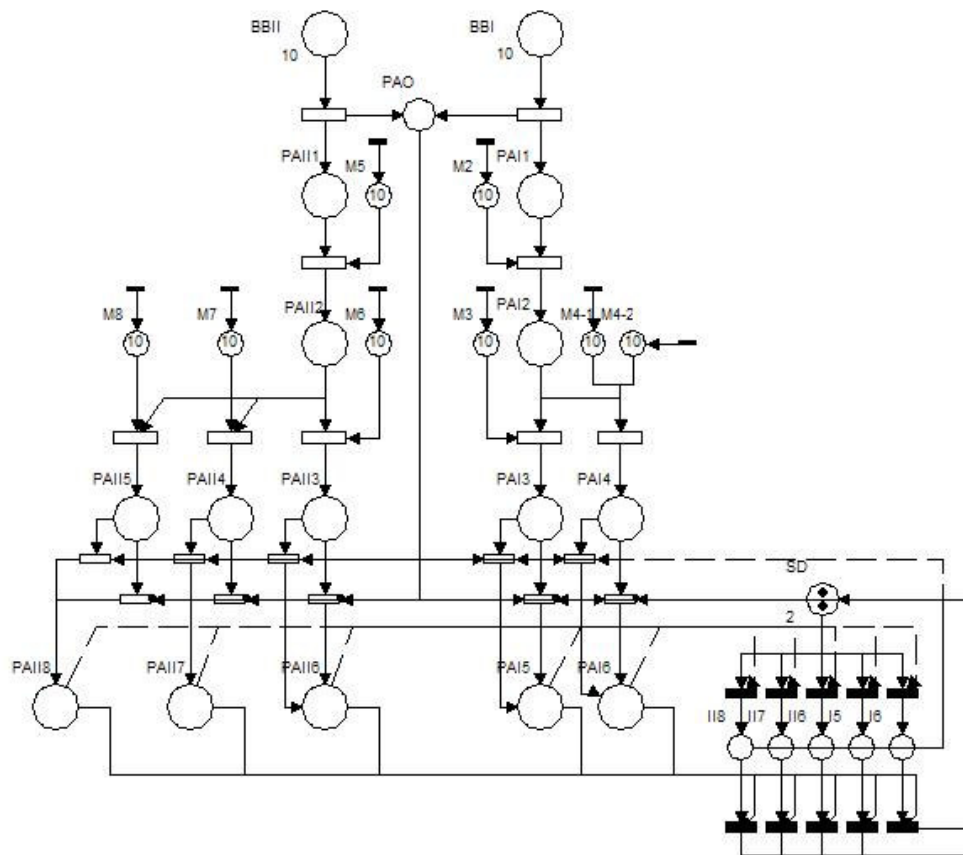 BBII BBI
10 10
PAO
PAII1 M5 M2 PAI1
10 10
M8 M7 PAII2 M6 M3 PAI2 M4-1 M4-2
10 10 10 10 10 10
PAII5 PAII4 PAII3 PAI3 PAI4
SD
2
PAII8 PAII7 PAII6 PAI5 PAI6
II8 II7 II6 I5 I6